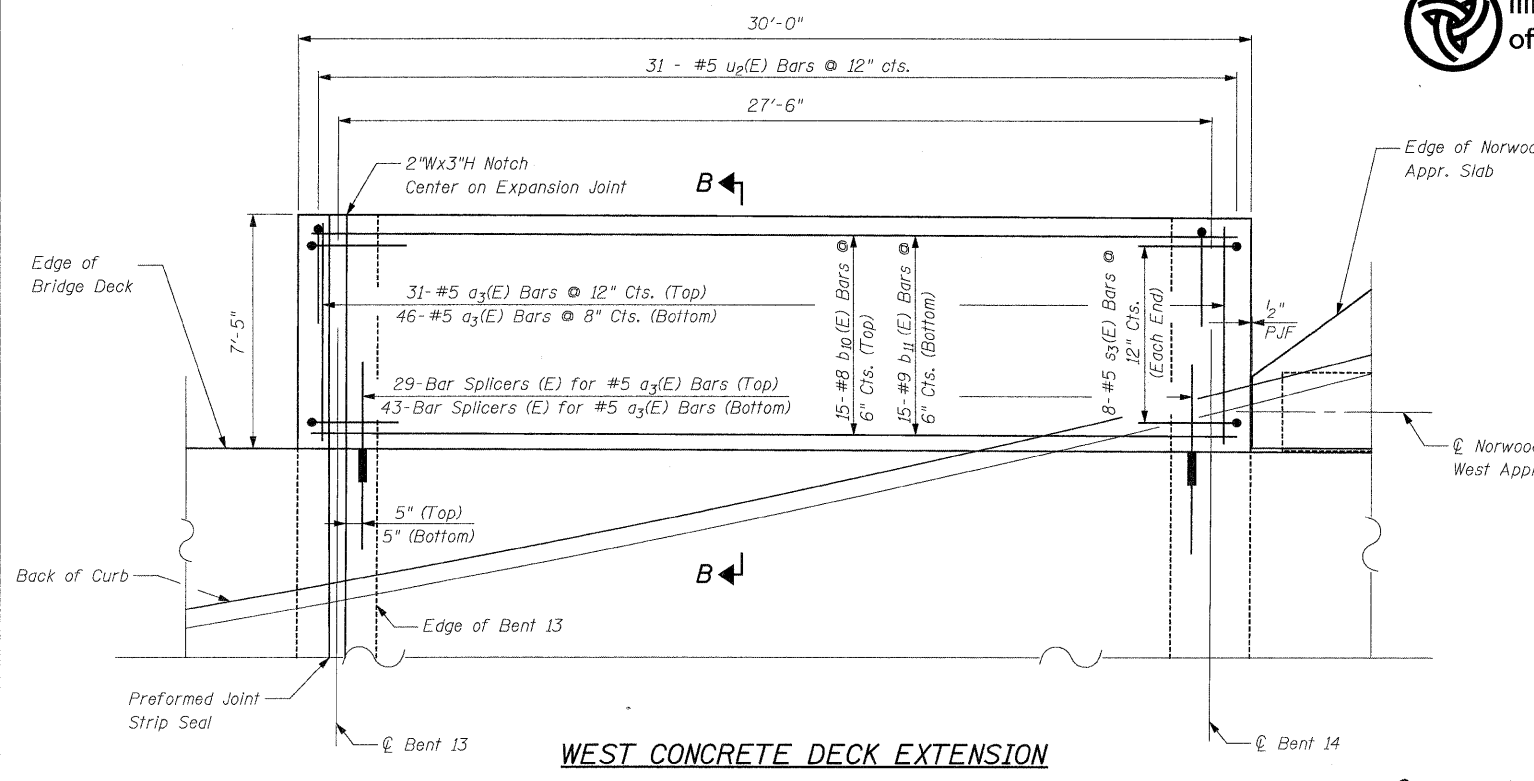 30'-0"
of
31 - #5 u2(E) Bars @ 12" cts.
27'-6"
2"Wx3"H Notch
Center on Expansion Joint
B
Edge of
Appr. Slab
Edge of
Bridge Deck
7'-5"
31-#5 a3(E) Bars @ 12" Cts. (Top)
46-#5 a3(E) Bars @ 8" Cts. (Bottom)
15-#8 b10(E) Bars @
6" Cts. (Top)
15-#9 b11(E) Bars @
6" Cts. (Bottom)
8-#5 s3(E) Bars @
12" Cts.
(Each End)
1/2"
PJF
29-Bar Splicers (E) for #5 a3(E) Bars (Top)
43-Bar Splicers (E) for #5 a3(E) Bars (Bottom)
℄ Norwood
West Appr
5" (Top)
5" (Bottom)
Back of Curb
B
Edge of Bent 13
Preformed Joint
Strip Seal
℄ Bent 13
℄ Bent 14
WEST CONCRETE DECK EXTENSION